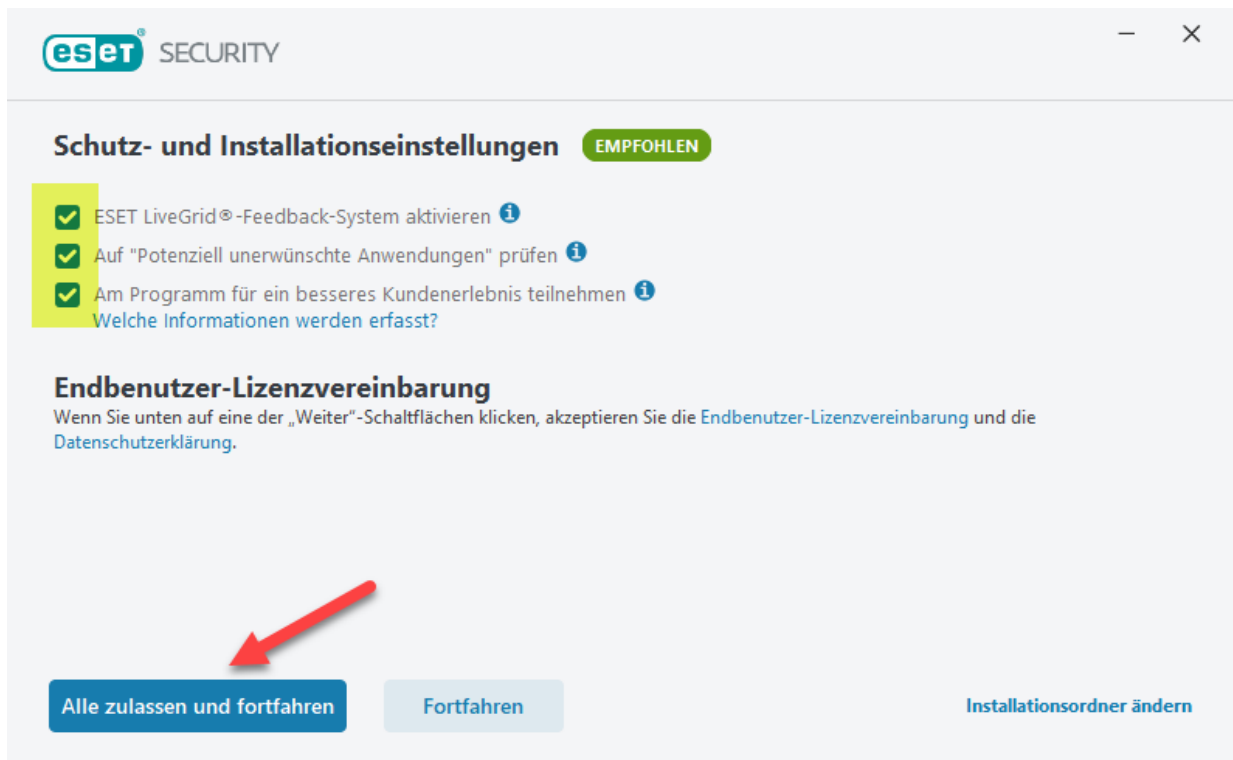 eseT® SECURITY
Schutz- und Installationseinstellungen EMPFOHLEN
ESET LiveGrid®-Feedback-System aktivieren i
Auf "Potenziell unerwünschte Anwendungen" prüfen i
Am Programm für ein besseres Kundenerlebnis teilnehmen i
Welche Informationen werden erfasst?
Endbenutzer-Lizenzvereinbarung
Wenn Sie unten auf eine der „Weiter“-Schaltflächen klicken, akzeptieren Sie die Endbenutzer-Lizenzvereinbarung und die
Datenschutzerklärung.
Alle zulassen und fortfahren Fortfahren Installationsordner ändern